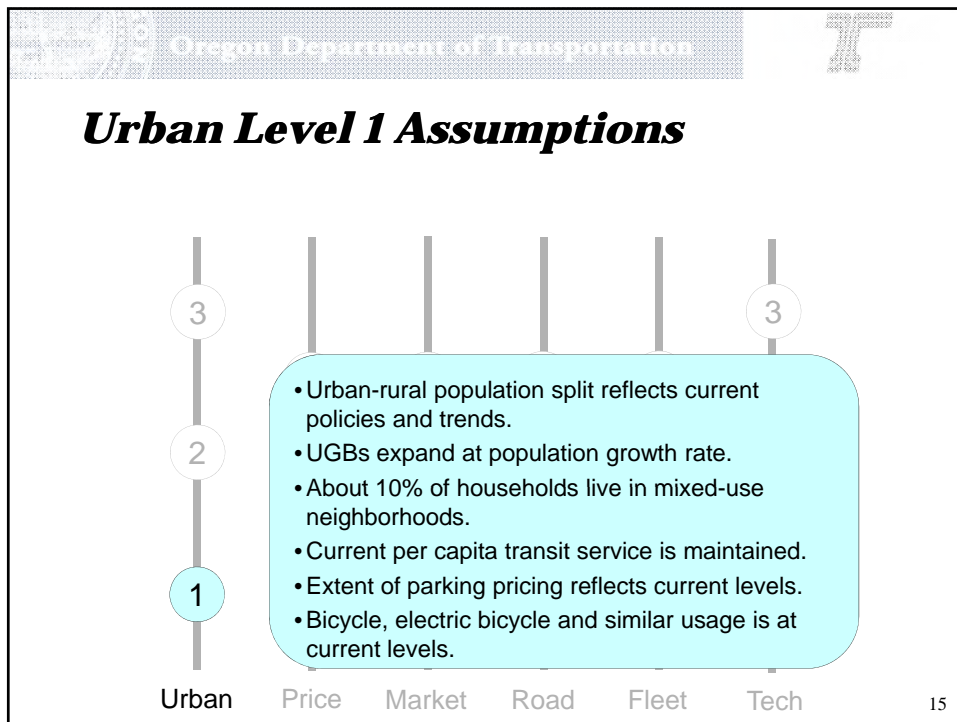 Oregon Department of Transportation
Urban Level 1 Assumptions
3
3
2
1
•Urban-rural population split reflects current
policies and trends.
•UGBs expand at population growth rate.
•About 10% of households live in mixed-use
neighborhoods.
•Current per capita transit service is maintained.
•Extent of parking pricing reflects current levels.
•Bicycle, electric bicycle and similar usage is at
current levels.
Urban Price Market Road Fleet Tech
15